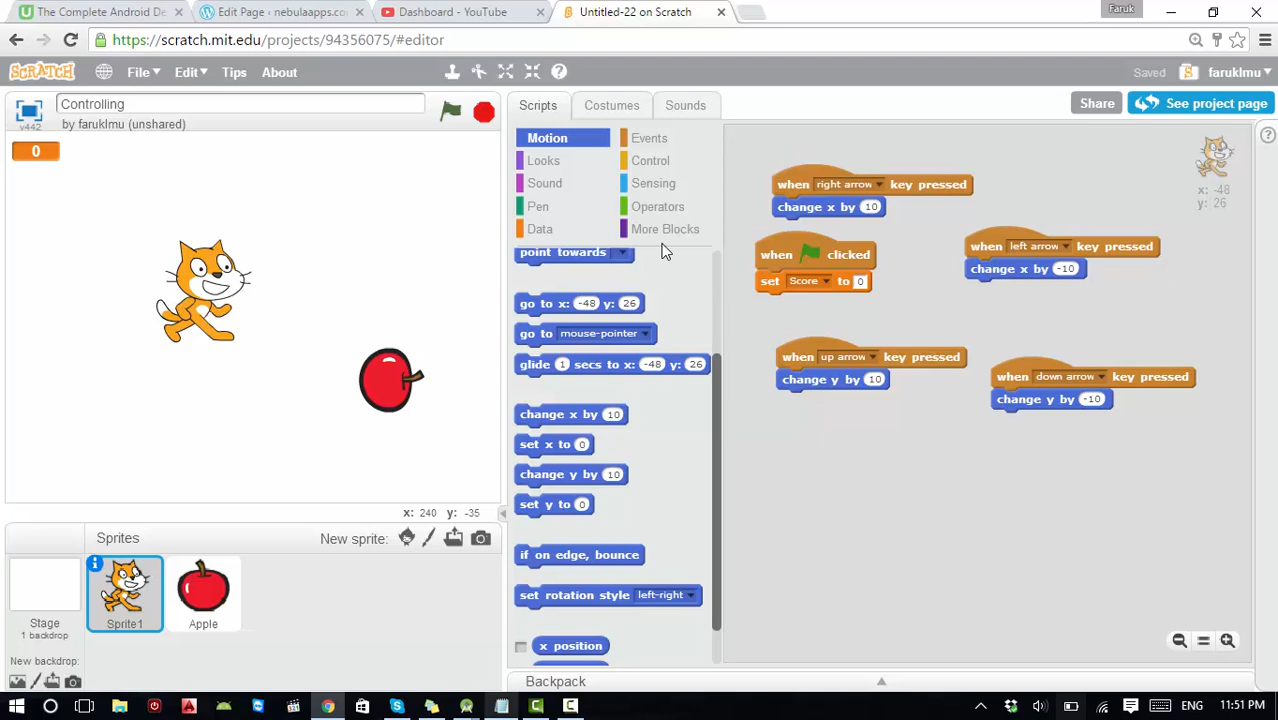 The Complete Android De
Edit Page ‹ nebulaapps.co
Dashboard - YouTube
Untitled-22 on Scratch
Faruk
https://scratch.mit.edu/projects/94356075/#editor
SCRATCH
File
Edit
Tips
About
Saved
faruklmu
Controlling
v442
by faruklmu (unshared)
Scripts
Costumes
Sounds
Share
See project page
0
Motion
Events
Looks
Control
Sound
Sensing
Pen
Operators
Data
More Blocks
point towards
go to x: -48 y: 26
go to mouse-pointer
glide 1 secs to x: -48 y: 26
change x by 10
set x to 0
change y by 10
set y to 0
if on edge, bounce
set rotation style left-right
x position
x: -48
y: 26
when right arrow key pressed
change x by 10
when clicked
set Score to 0
when left arrow key pressed
change x by -10
when up arrow key pressed
change y by 10
when down arrow key pressed
change y by -10
x: 240 y: -35
Sprites
New sprite:
Stage
1 backdrop
New backdrop:
Sprite1
Apple
Backpack
ENG
11:51 PM